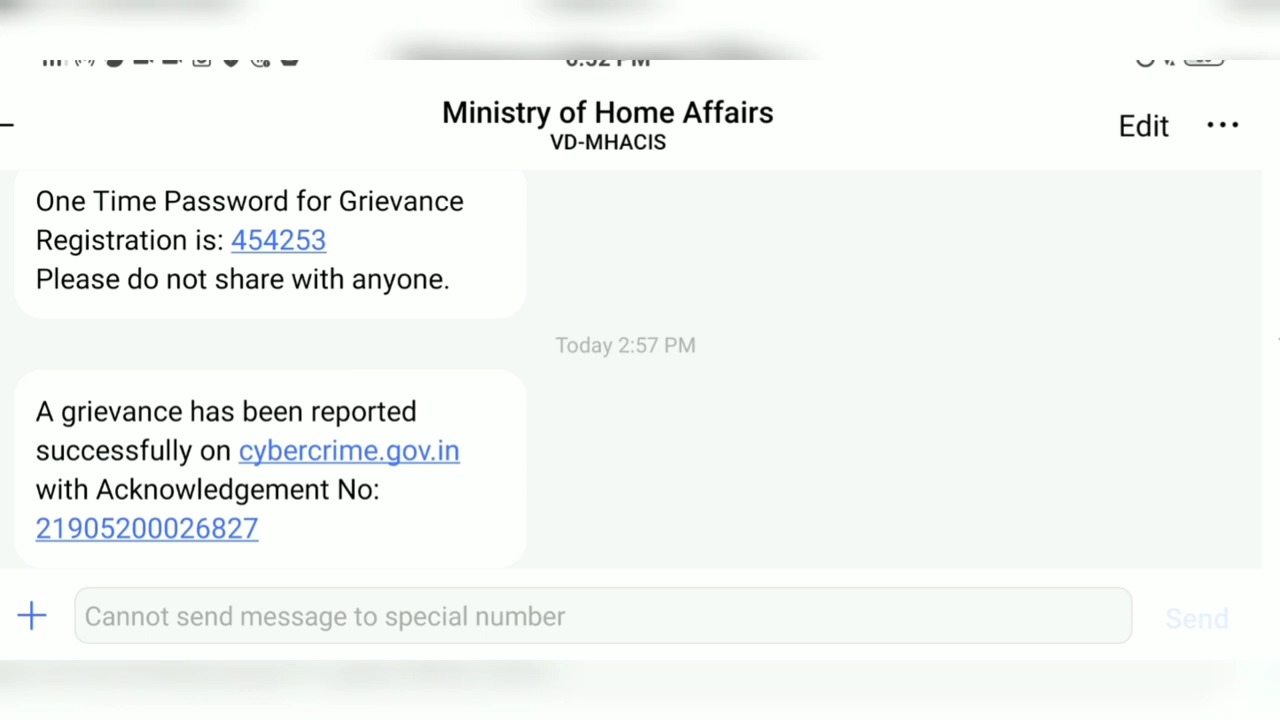 Ministry of Home Affairs
VD-MHACIS
Edit
One Time Password for Grievance
Registration is: 454253
Please do not share with anyone.
Today 2:57 PM
A grievance has been reported
successfully on cybercrime.gov.in
with Acknowledgement No:
21905200026827
Cannot send message to special number
Send